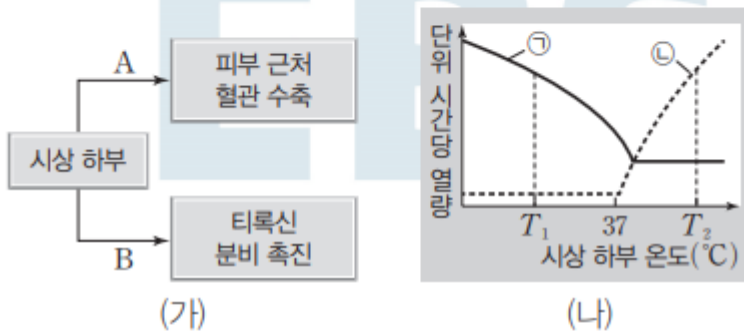 A
피부 근처
혈관 수축
시상 하부
티록신
분비 촉진
B
(가)
단위 시간당 열량
㉠
㉡
T₁
37
T₂
시상 하부 온도(℃)
(나)